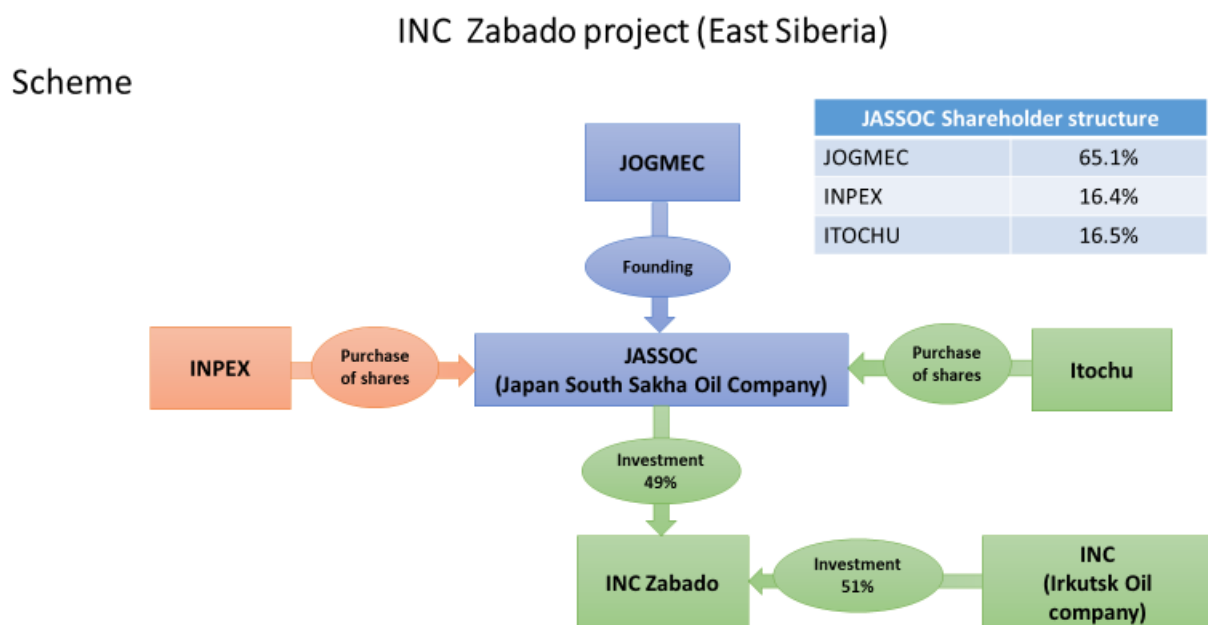 INC Zabado project (East Siberia)
Scheme
JASSOC Shareholder structure
JOGMEC 65.1%
INPEX 16.4%
ITOCHU 16.5%
JOGMEC
Founding
INPEX
Purchase
of shares
JASSOC
(Japan South Sakha Oil Company)
Purchase
of shares
Itochu
Investment
49%
INC Zabado
Investment
51%
INC
(Irkutsk Oil
company)